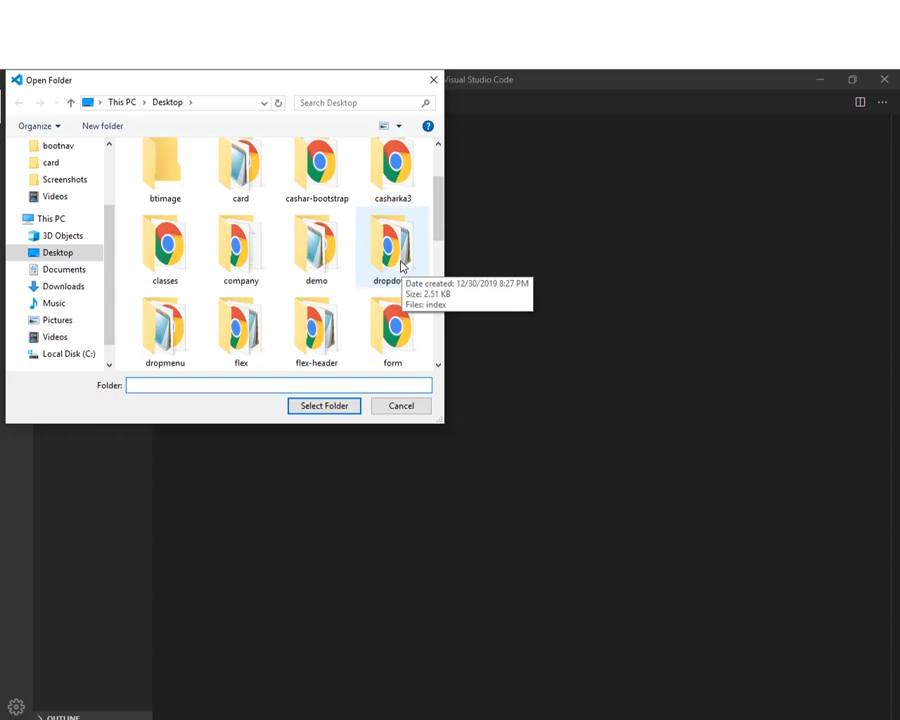 Open Folder
Visual Studio Code
This PC
Desktop
Search Desktop
Organize
New folder
bootnav
card
Screenshots
Videos
This PC
3D Objects
Desktop
Documents
Downloads
Music
Pictures
Videos
Local Disk (C:)
btimage
card
cashar-bootstrap
casharka3
classes
company
demo
Date created: 12/30/2019 8:27 PM
Size: 2.51 KB
Files: index
dropmenu
flex
flex-header
form
Folder:
Select Folder
Cancel
OUTLINE